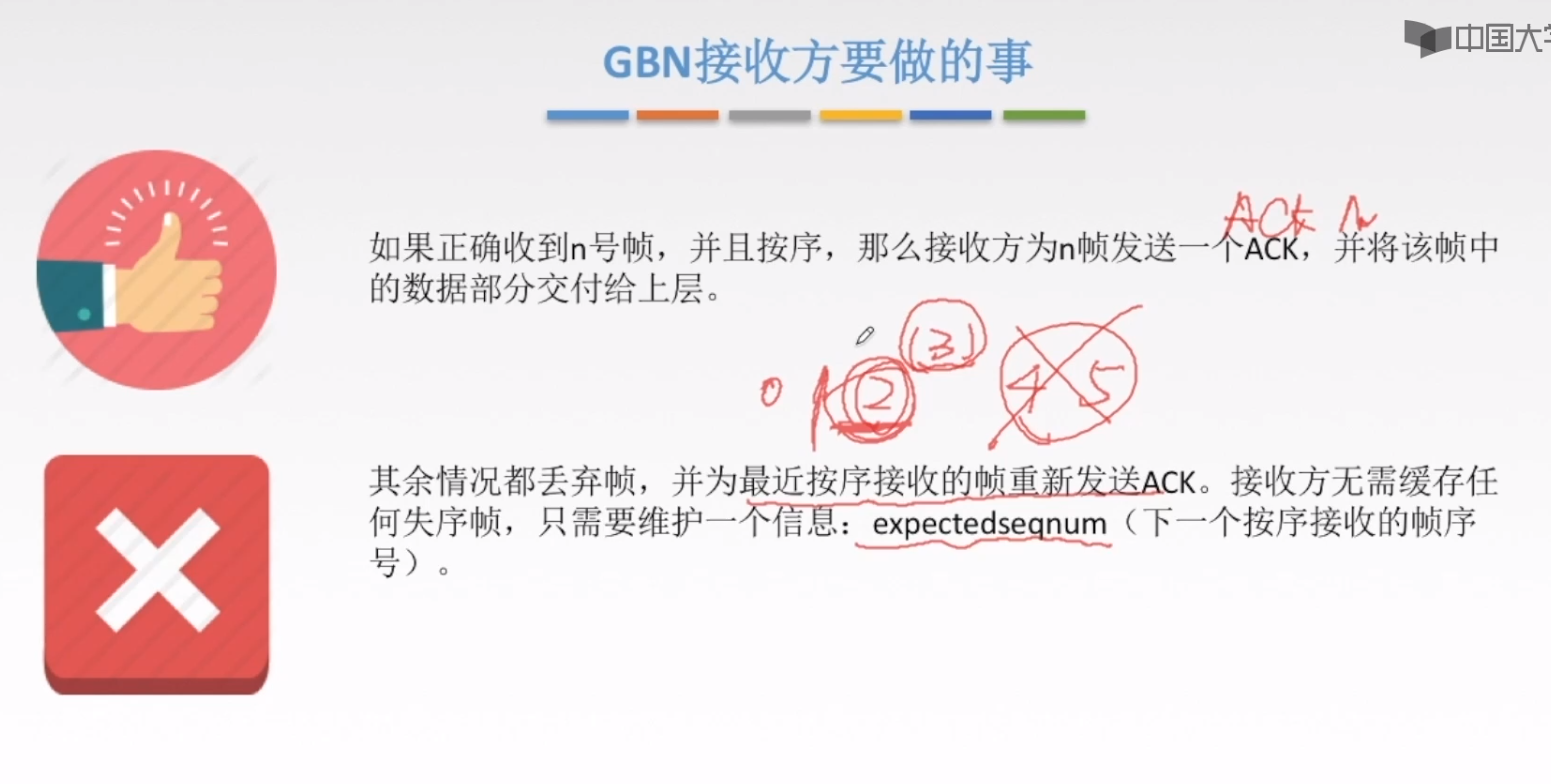 中国大学
GBN接收方要做的事
ACK n
如果正确收到n号帧，并且按序，那么接收方为n帧发送一个ACK，并将该帧中
的数据部分交付给上层。
0 1 2 3 4 5
其余情况都丢弃帧，并为最近按序接收的帧重新发送ACK。接收方无需缓存任
何失序帧，只需要维护一个信息：expectedseqnum（下一个按序接收的帧序
号）。